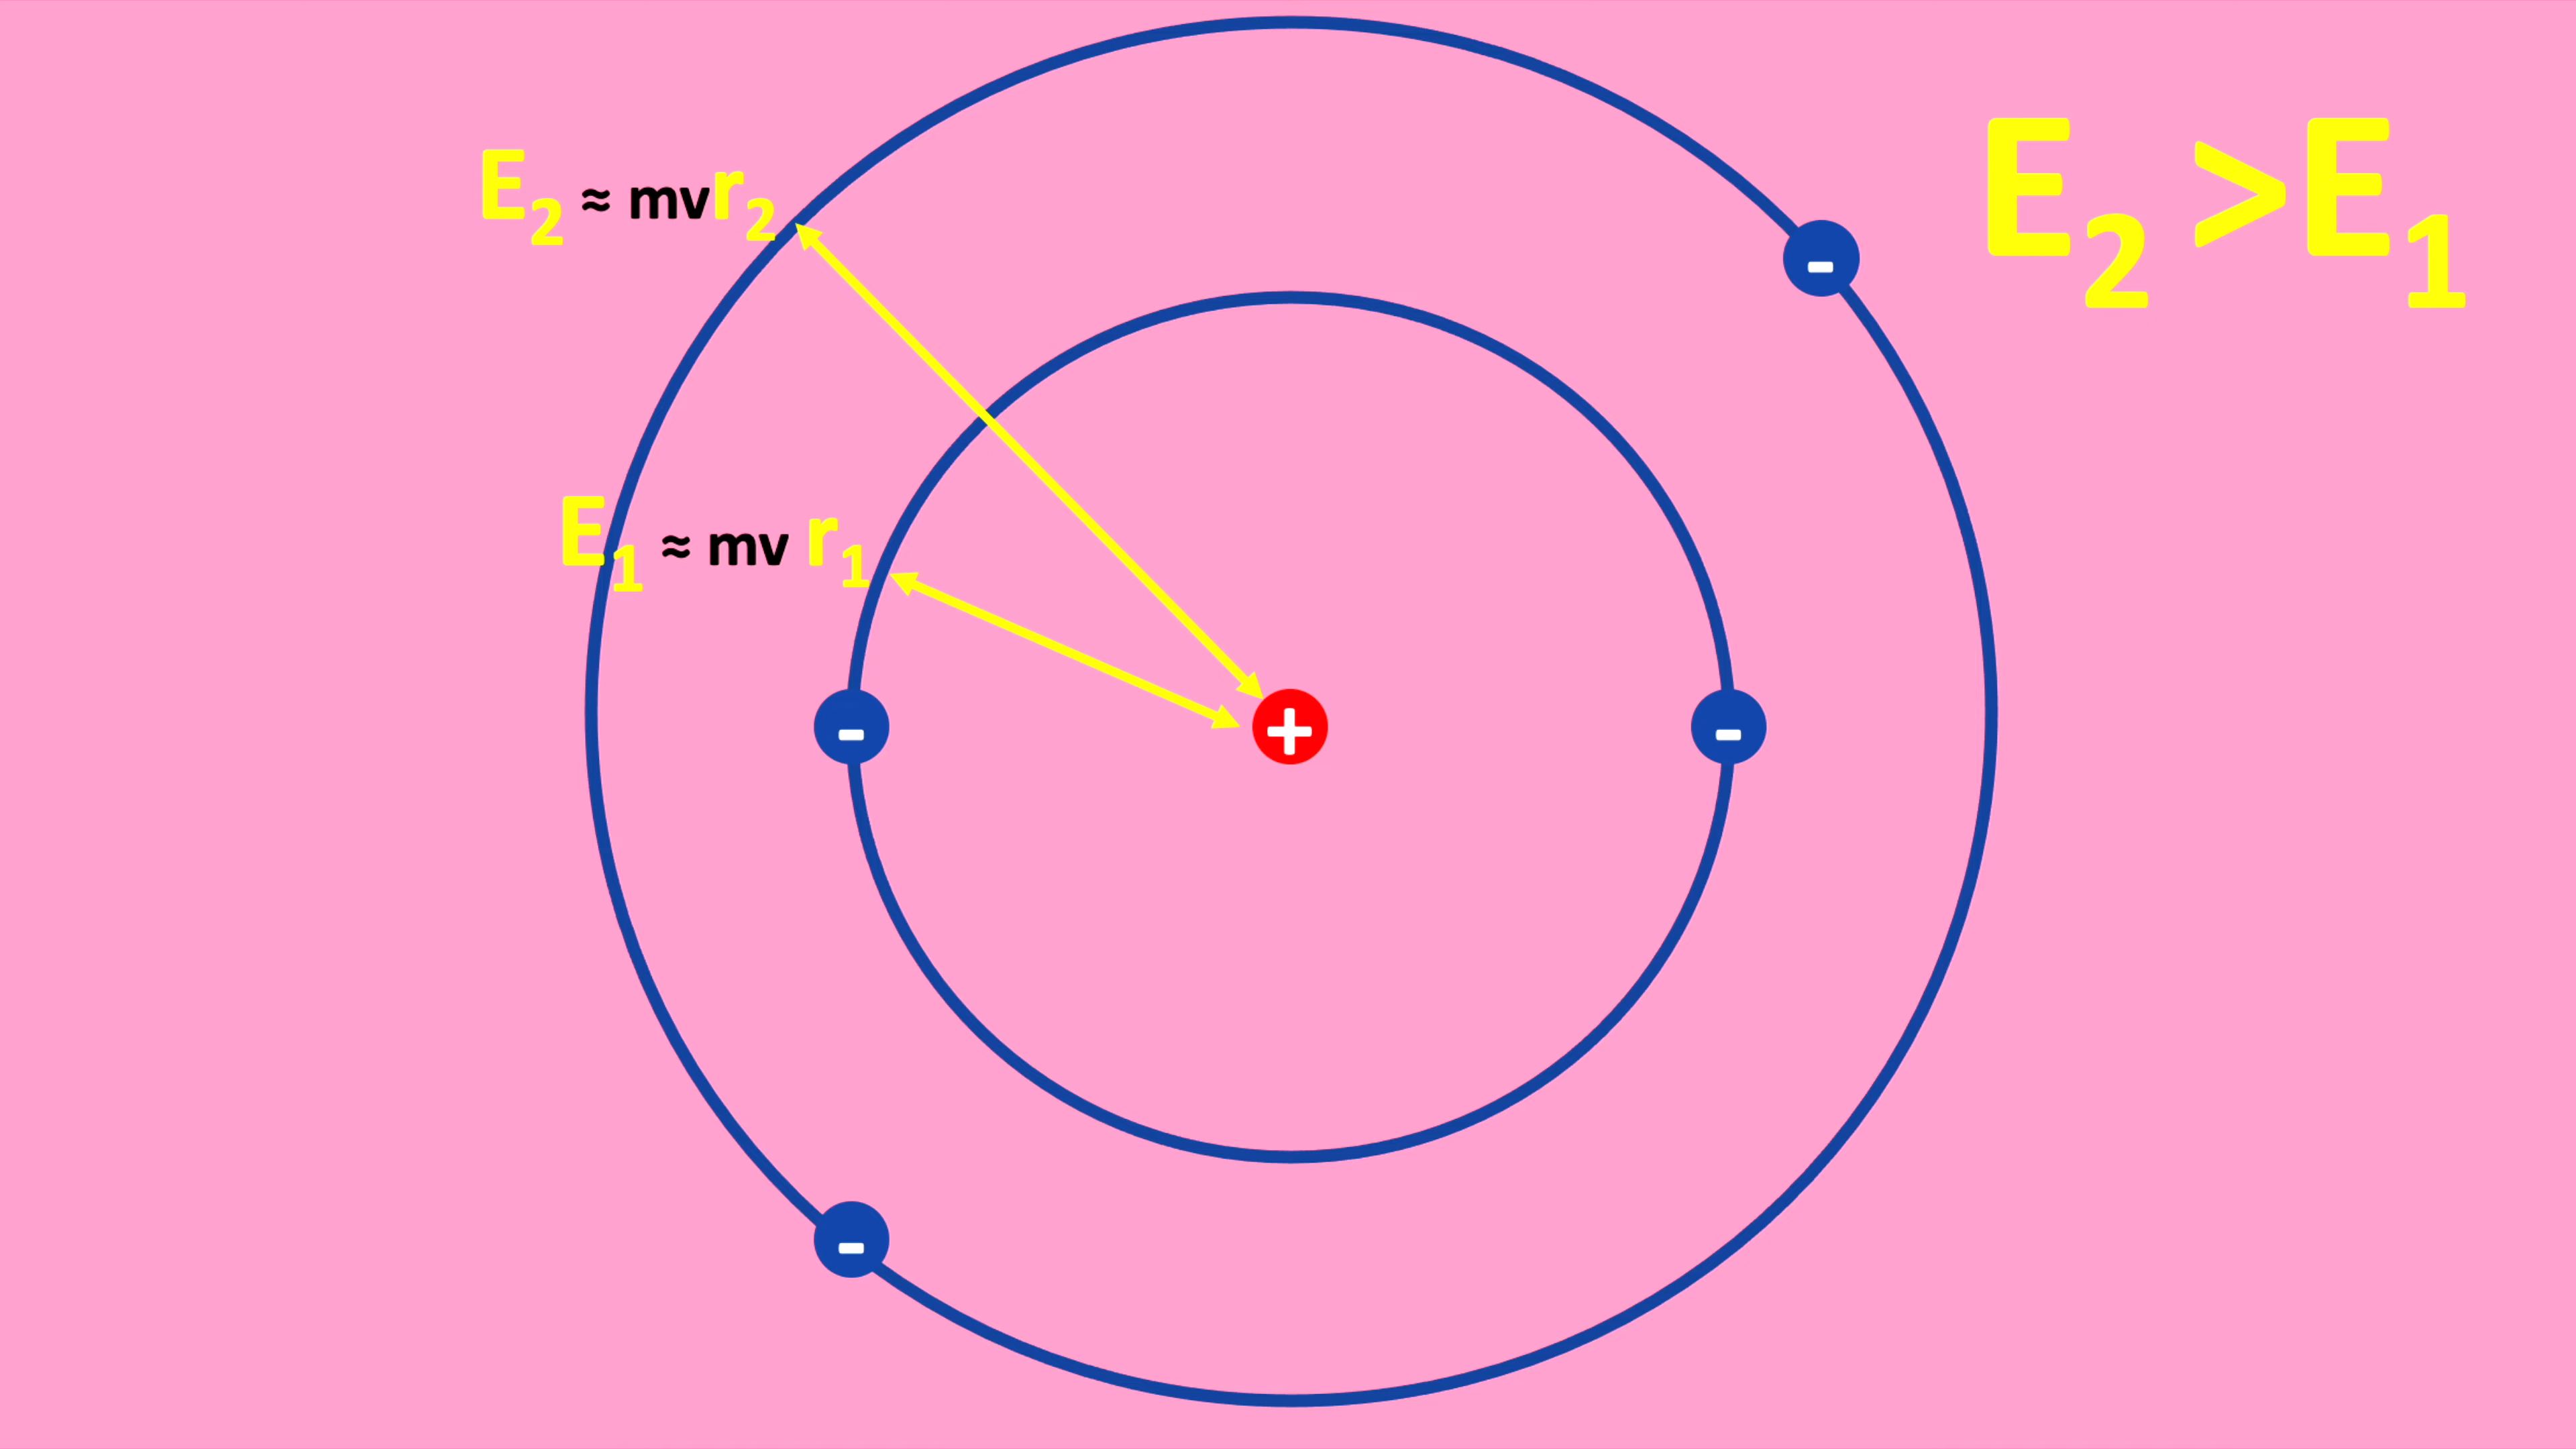 E₂ ≈ mvr₂
E₂ >E₁
-
E₁ ≈ mv r₁
- + -
-